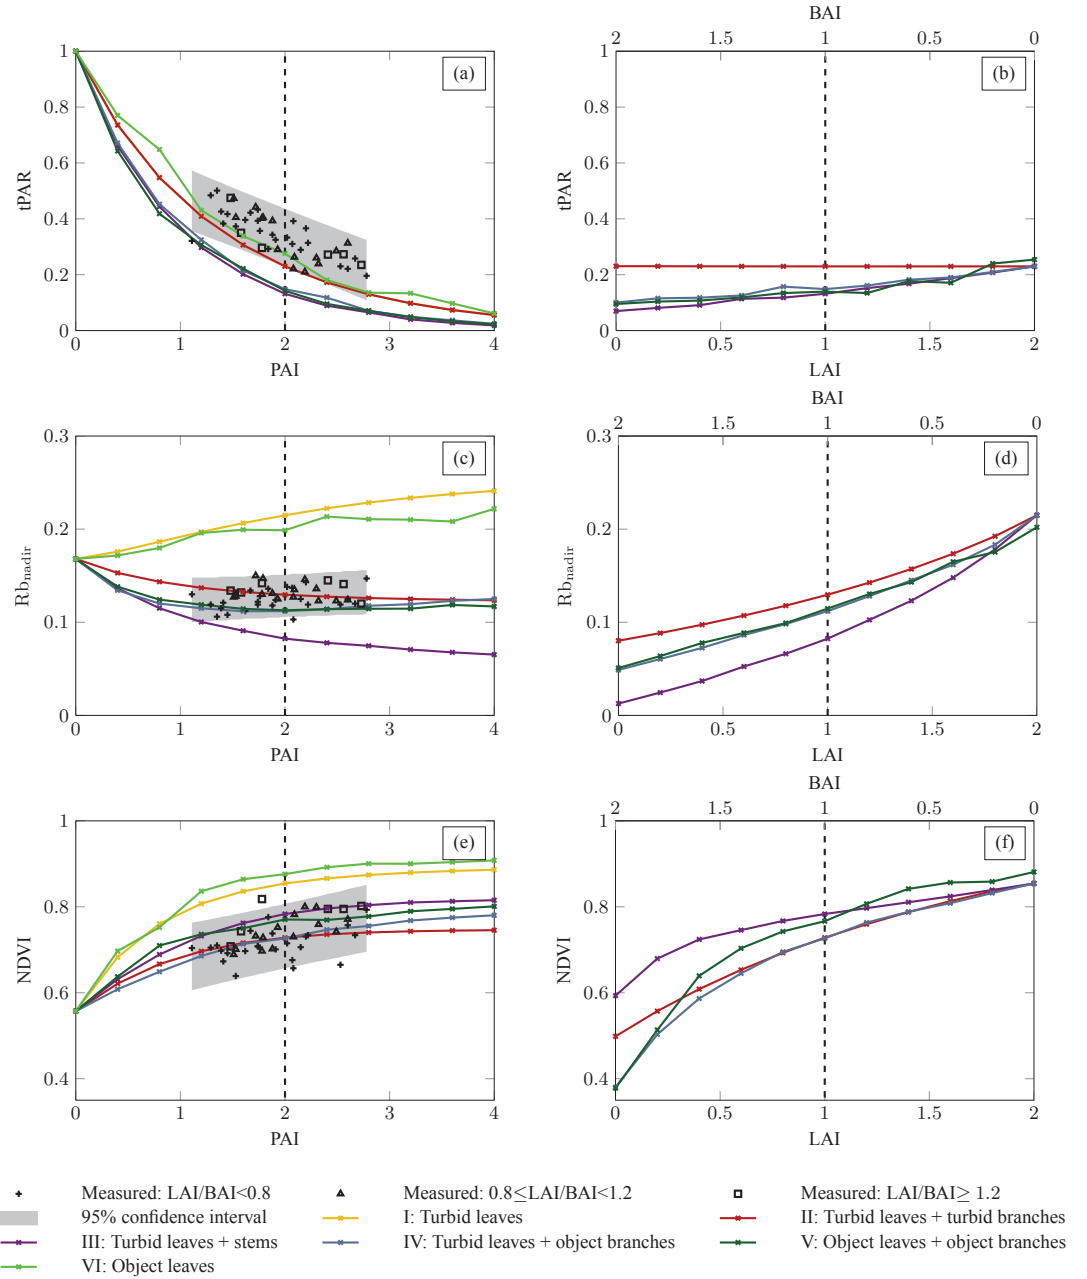 BAI
2 1.5 1 0.5 0
1 (a) (b)
0.8
0.6
0.4
0.2
0
tPAR
0 1 2 3 4
PAI
1
0.8
0.6
0.4
0.2
0
tPAR
0 0.5 1 1.5 2
LAI
BAI
2 1.5 1 0.5 0
0.3 (c) (d)
0.2
0.1
0
Rbnadir
0 1 2 3 4
PAI
0.3
0.2
0.1
0
Rbnadir
0 0.5 1 1.5 2
LAI
BAI
2 1.5 1 0.5 0
1 (e) (f)
0.8
0.6
0.4
NDVI
0 1 2 3 4
PAI
1
0.8
0.6
0.4
NDVI
0 0.5 1 1.5 2
LAI
Measured: LAI/BAI<0.8
Measured: 0.8≤LAI/BAI<1.2
Measured: LAI/BAI≥ 1.2
95% confidence interval
I: Turbid leaves
II: Turbid leaves + turbid branches
III: Turbid leaves + stems
IV: Turbid leaves + object branches
V: Object leaves + object branches
VI: Object leaves